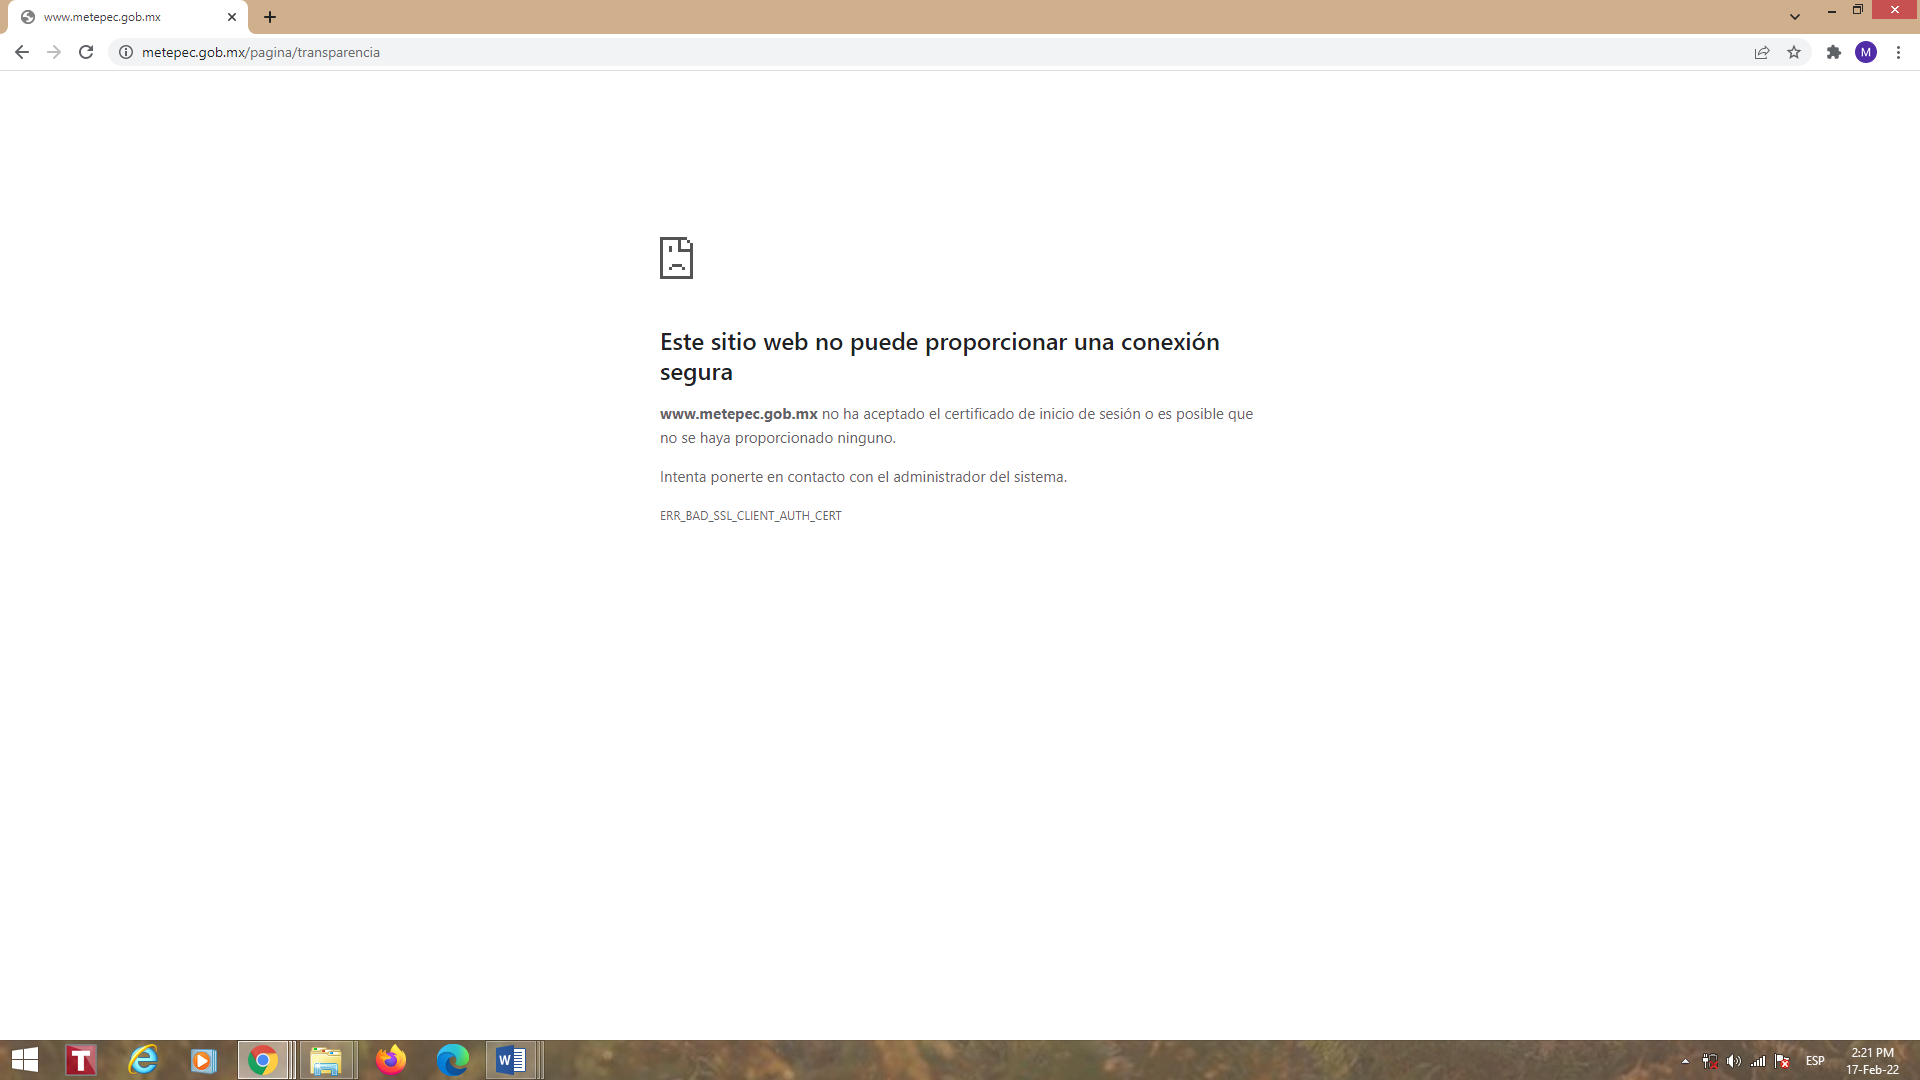 www.metepec.gob.mx
metepec.gob.mx/pagina/transparencia
M
Este sitio web no puede proporcionar una conexión
segura
www.metepec.gob.mx no ha aceptado el certificado de inicio de sesión o es posible que
no se haya proporcionado ninguno.
Intenta ponerte en contacto con el administrador del sistema.
ERR_BAD_SSL_CLIENT_AUTH_CERT
T
W
ESP
2:21 PM
17-Feb-22